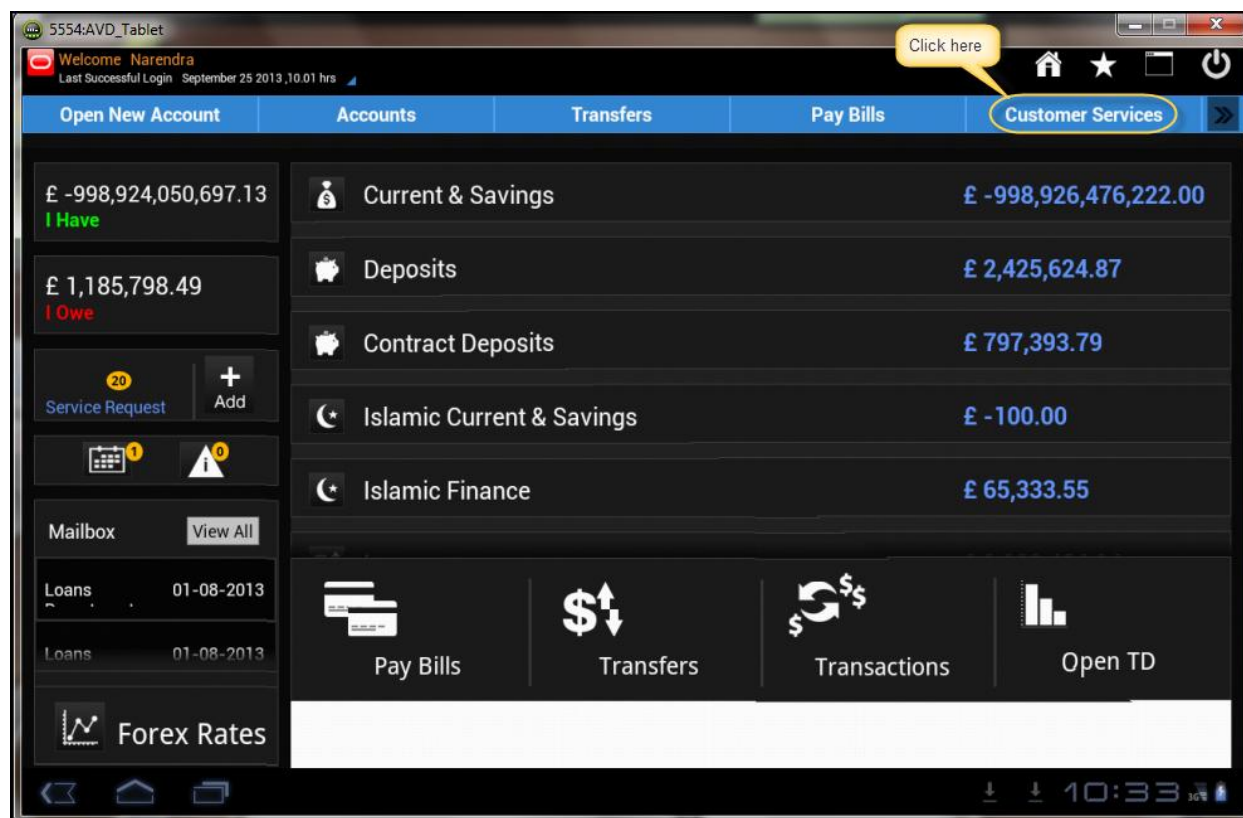 5554:AVD_Tablet
Welcome Narendra
Last Successful Login September 25 2013 ,10.01 hrs
Click here
Open New Account
Accounts
Transfers
Pay Bills
Customer Services
£ -998,924,050,697.13
I Have
£ 1,185,798.49
I Owe
20
Service Request
Add
1
0
Mailbox
View All
Loans 01-08-2013
Loans 01-08-2013
Forex Rates
Current & Savings £ -998,926,476,222.00
Deposits £ 2,425,624.87
Contract Deposits £ 797,393.79
Islamic Current & Savings £ -100.00
Islamic Finance £ 65,333.55
Pay Bills
Transfers
Transactions
Open TD
10:33
3G